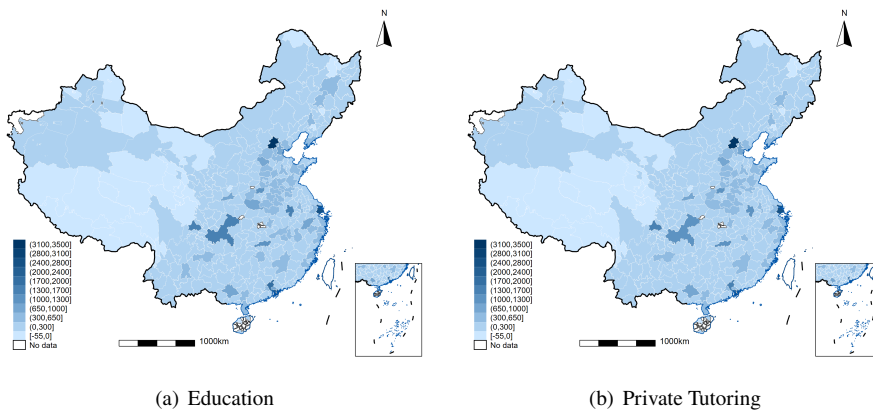 N
(3100,3500]
(2800,3100]
(2400,2800]
(2000,2400]
(1700,2000]
(1300,1700]
(1000,1300]
(650,1000]
(300,650]
(0,300]
[-55,0]
No data
1000km
(a) Education
N
(3100,3500]
(2800,3100]
(2400,2800]
(2000,2400]
(1700,2000]
(1300,1700]
(1000,1300]
(650,1000]
(300,650]
(0,300]
[-55,0]
No data
1000km
(b) Private Tutoring